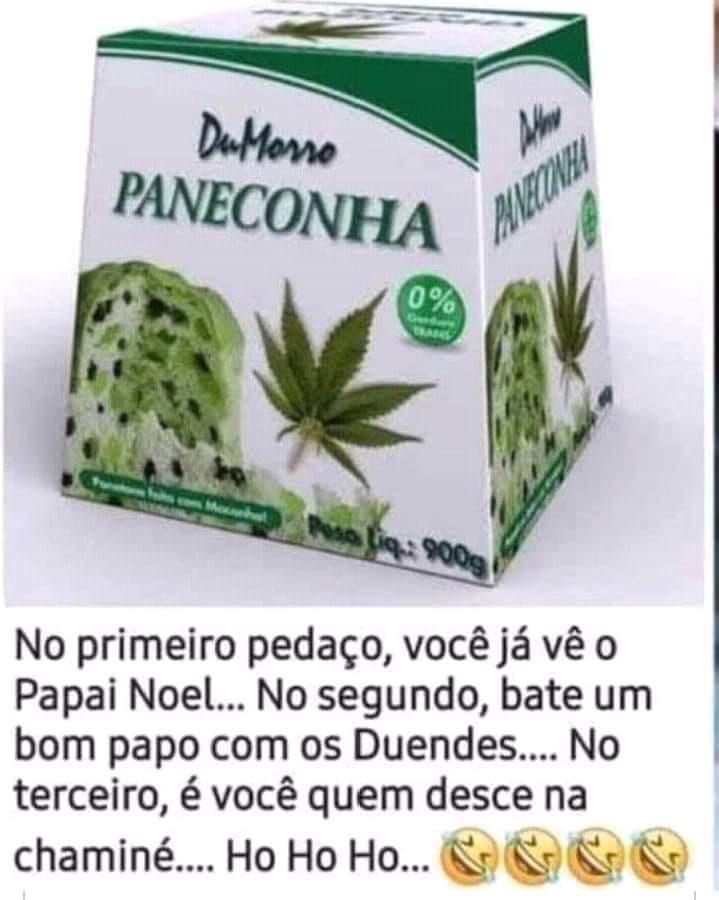 DuMorro
PANECONHA
0%
Gordura
TRANS
Panetone feito com Maconha!
Peso Liq.: 900g
DuMorro
PANECONHA
No primeiro pedaço, você já vê o
Papai Noel... No segundo, bate um
bom papo com os Duendes.... No
terceiro, é você quem desce na
chaminé.... Ho Ho Ho... 🤣🤣🤣🤣